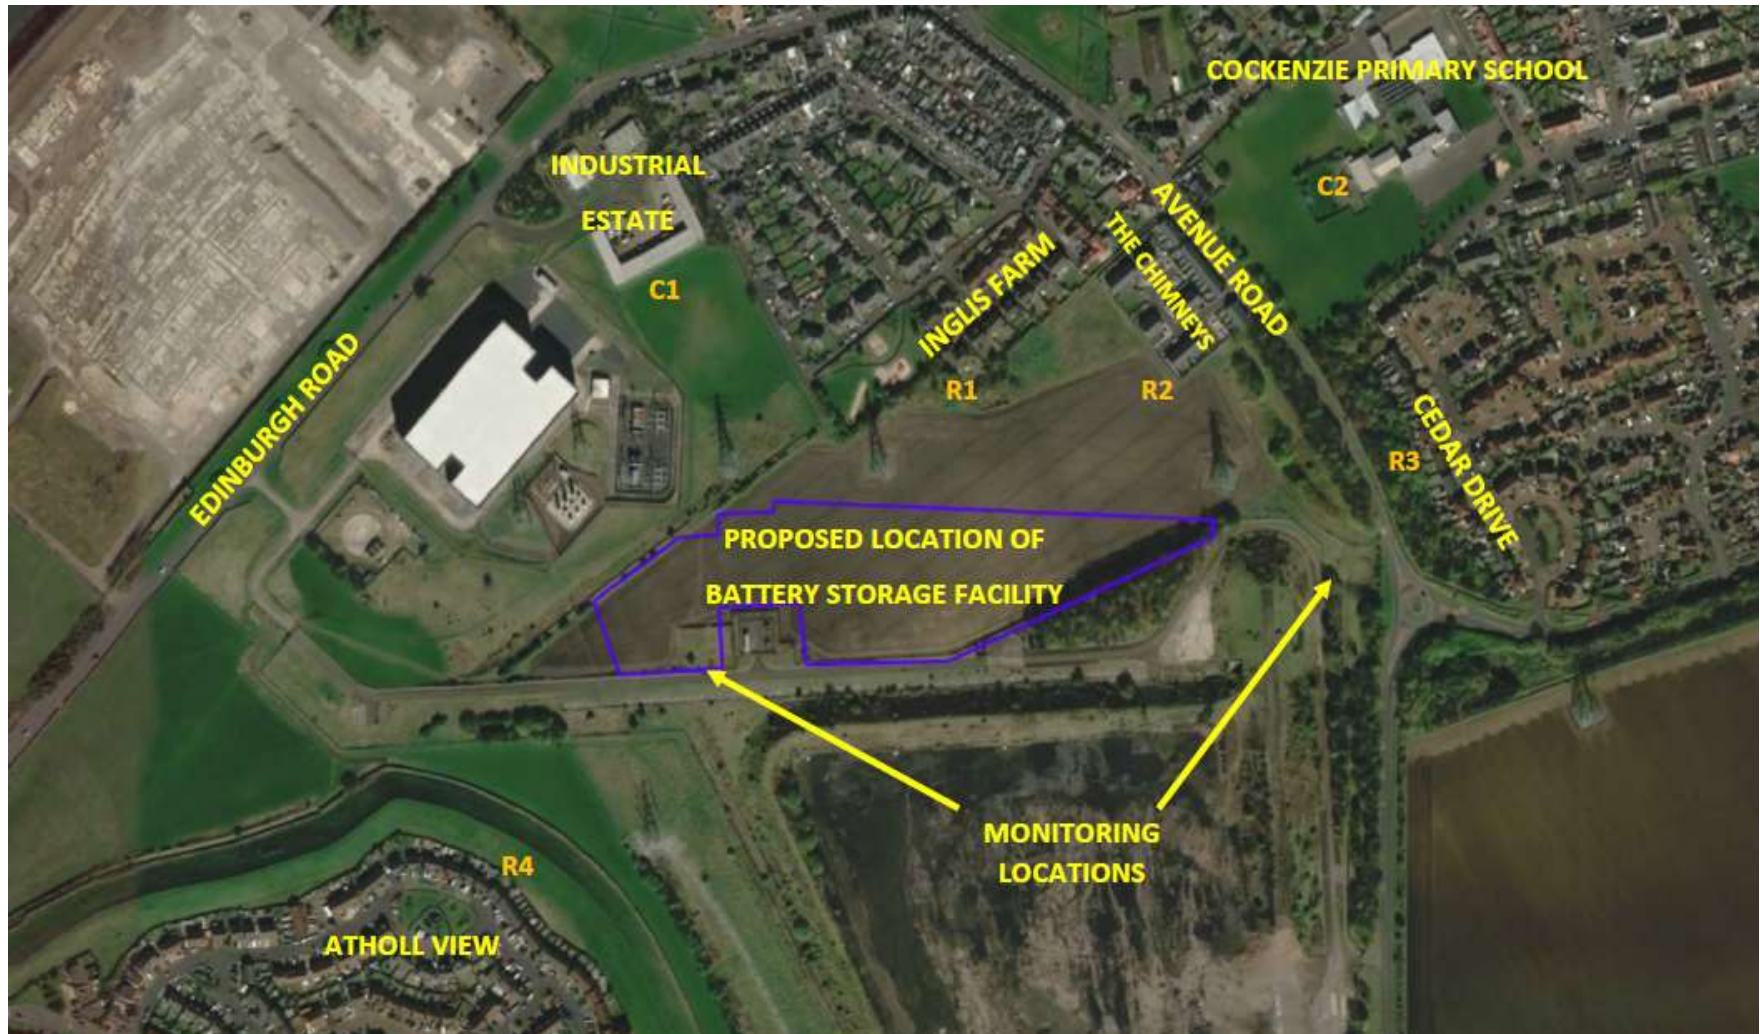 COCKENZIE PRIMARY SCHOOL
INDUSTRIAL
ESTATE
C2
AVENUE ROAD
THE CHIMNEYS
C1
INGLIS FARM
EDINBURGH ROAD
R1
R2
CEDAR DRIVE
R3
PROPOSED LOCATION OF
BATTERY STORAGE FACILITY
MONITORING
LOCATIONS
R4
ATHOLL VIEW